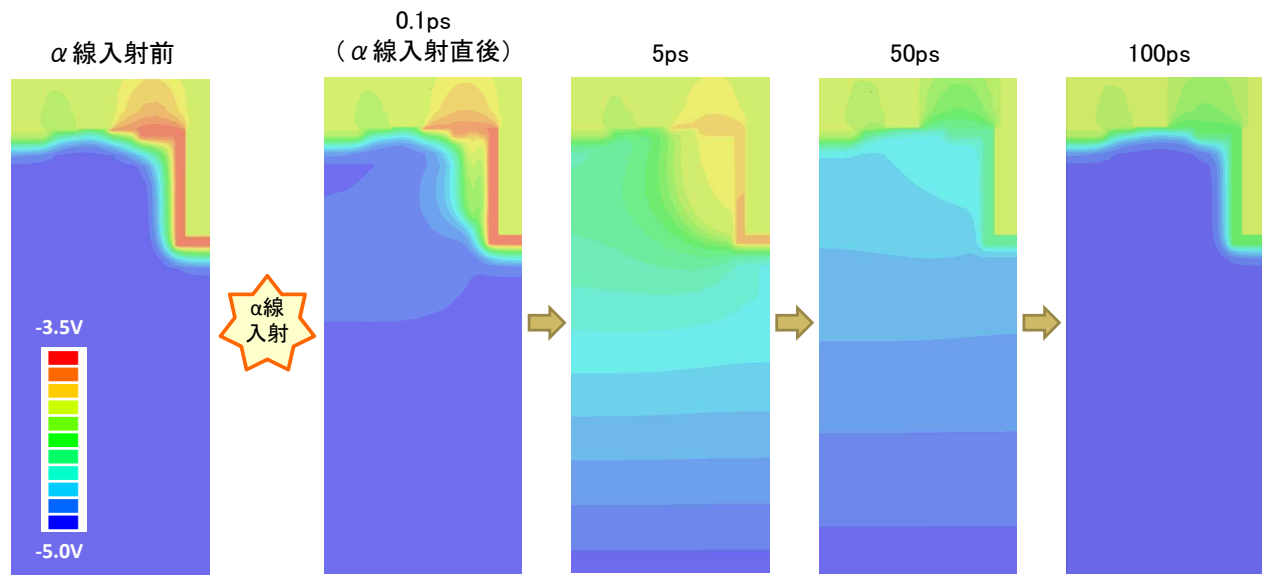 α線入射前
0.1ps
（α線入射直後）
5ps
50ps
100ps
α線
入射
-3.5V
-5.0V